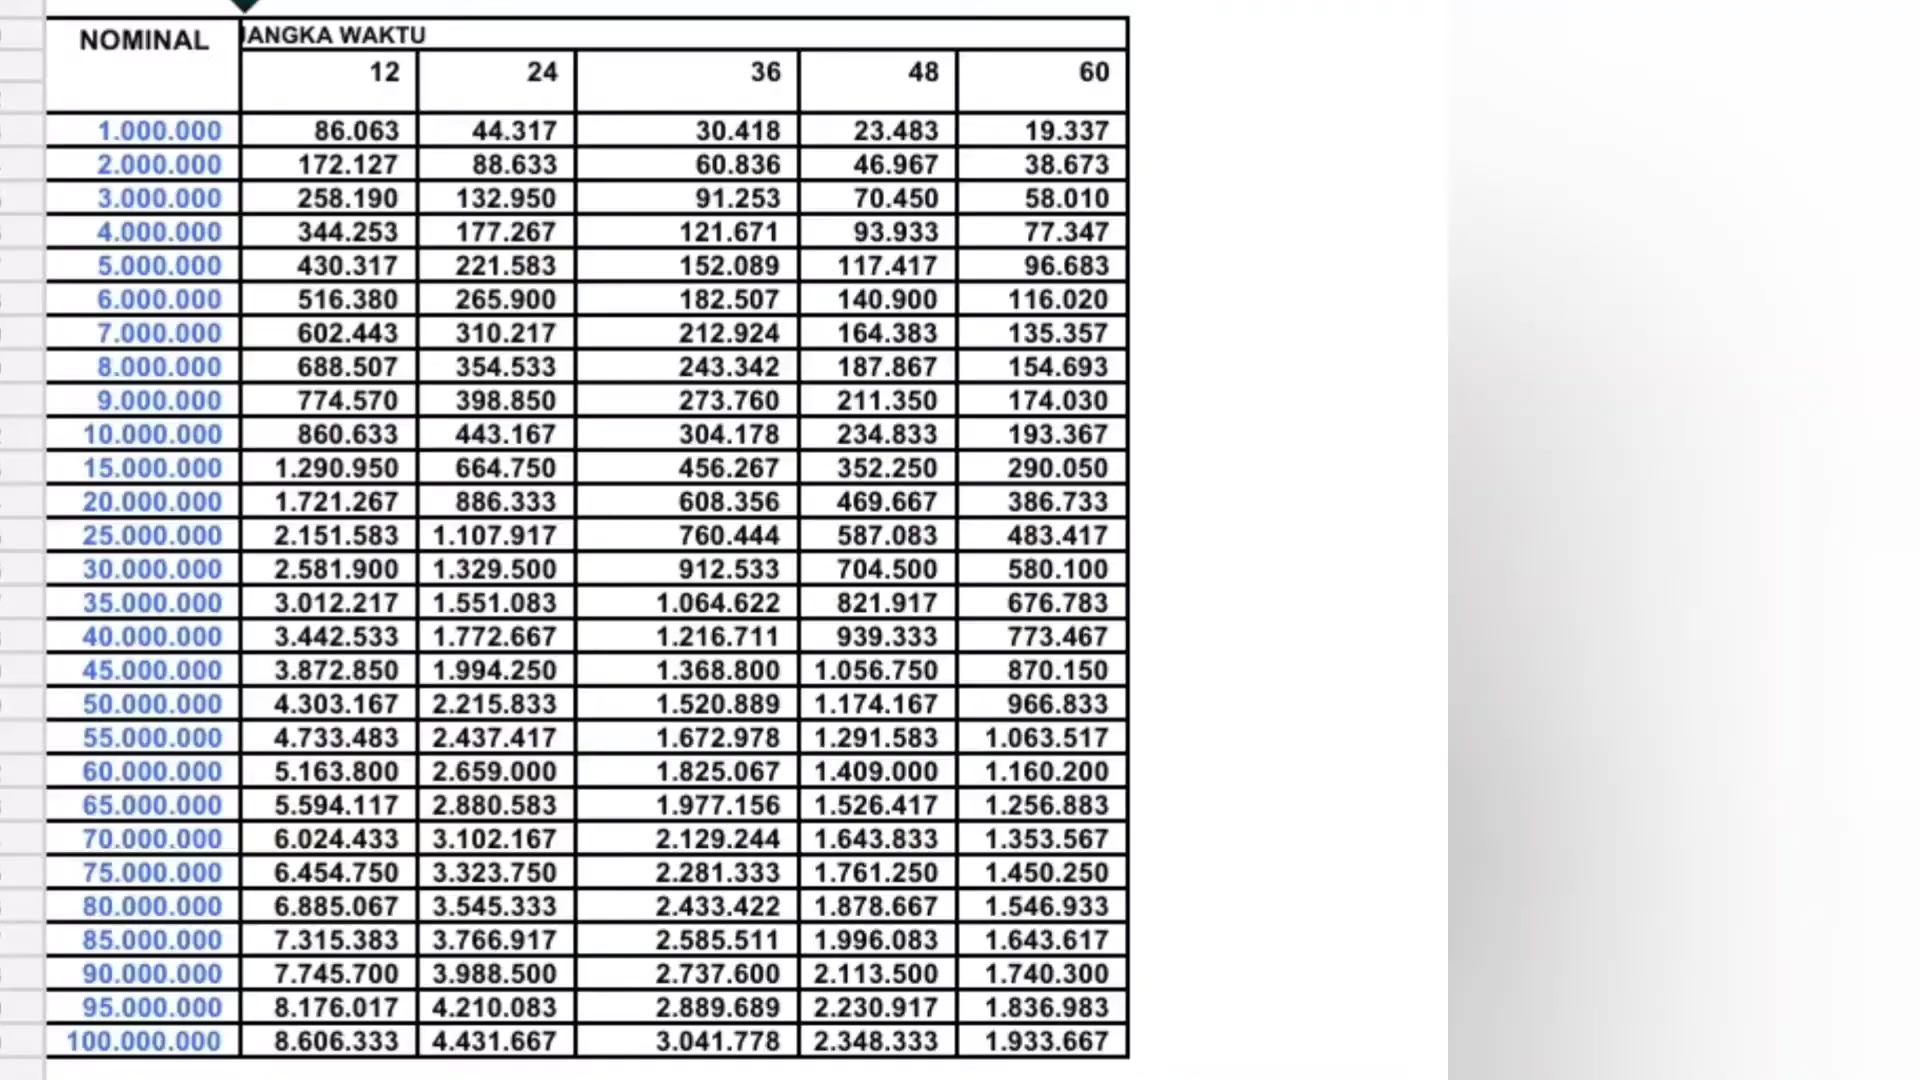 NOMINAL JANGKA WAKTU
12 24 36 48 60
1.000.000 86.063 44.317 30.418 23.483 19.337
2.000.000 172.127 88.633 60.836 46.967 38.673
3.000.000 258.190 132.950 91.253 70.450 58.010
4.000.000 344.253 177.267 121.671 93.933 77.347
5.000.000 430.317 221.583 152.089 117.417 96.683
6.000.000 516.380 265.900 182.507 140.900 116.020
7.000.000 602.443 310.217 212.924 164.383 135.357
8.000.000 688.507 354.533 243.342 187.867 154.693
9.000.000 774.570 398.850 273.760 211.350 174.030
10.000.000 860.633 443.167 304.178 234.833 193.367
15.000.000 1.290.950 664.750 456.267 352.250 290.050
20.000.000 1.721.267 886.333 608.356 469.667 386.733
25.000.000 2.151.583 1.107.917 760.444 587.083 483.417
30.000.000 2.581.900 1.329.500 912.533 704.500 580.100
35.000.000 3.012.217 1.551.083 1.064.622 821.917 676.783
40.000.000 3.442.533 1.772.667 1.216.711 939.333 773.467
45.000.000 3.872.850 1.994.250 1.368.800 1.056.750 870.150
50.000.000 4.303.167 2.215.833 1.520.889 1.174.167 966.833
55.000.000 4.733.483 2.437.417 1.672.978 1.291.583 1.063.517
60.000.000 5.163.800 2.659.000 1.825.067 1.409.000 1.160.200
65.000.000 5.594.117 2.880.583 1.977.156 1.526.417 1.256.883
70.000.000 6.024.433 3.102.167 2.129.244 1.643.833 1.353.567
75.000.000 6.454.750 3.323.750 2.281.333 1.761.250 1.450.250
80.000.000 6.885.067 3.545.333 2.433.422 1.878.667 1.546.933
85.000.000 7.315.383 3.766.917 2.585.511 1.996.083 1.643.617
90.000.000 7.745.700 3.988.500 2.737.600 2.113.500 1.740.300
95.000.000 8.176.017 4.210.083 2.889.689 2.230.917 1.836.983
100.000.000 8.606.333 4.431.667 3.041.778 2.348.333 1.933.667